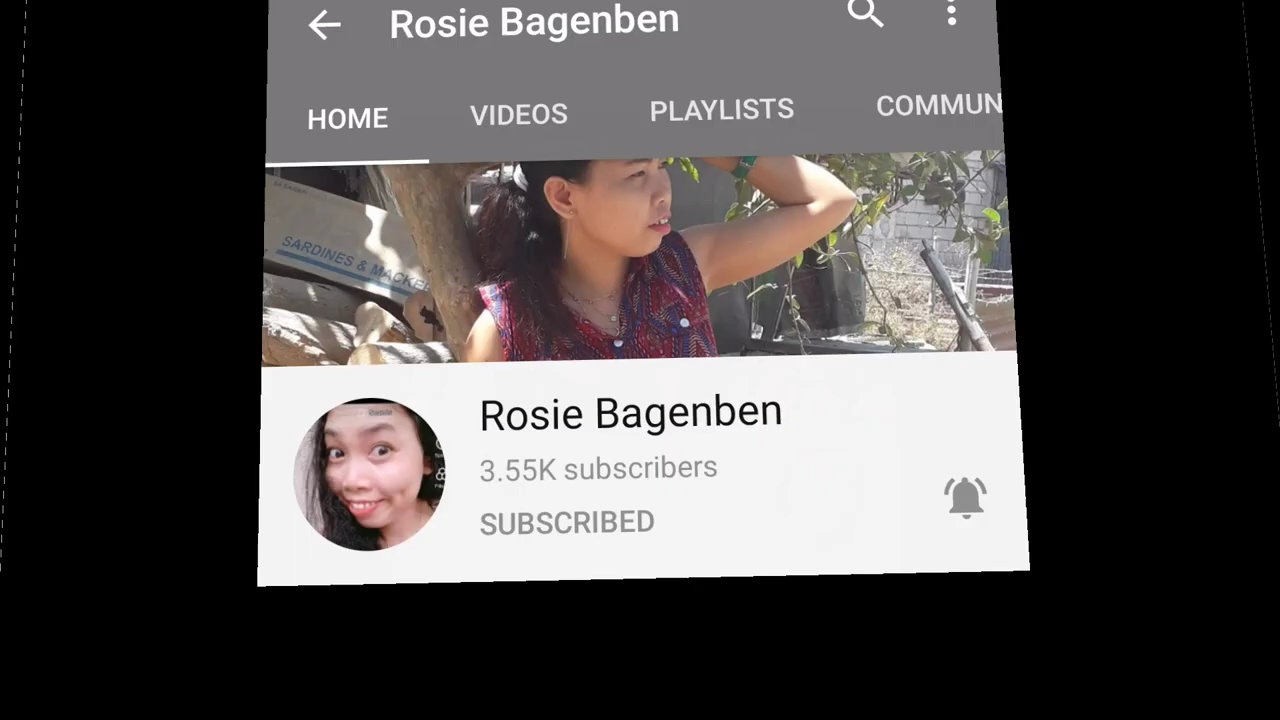 Rosie Bagenben
HOME VIDEOS PLAYLISTS COMMUN
SARDINES & MACKE
Rosie Bagenben
3.55K subscribers
SUBSCRIBED